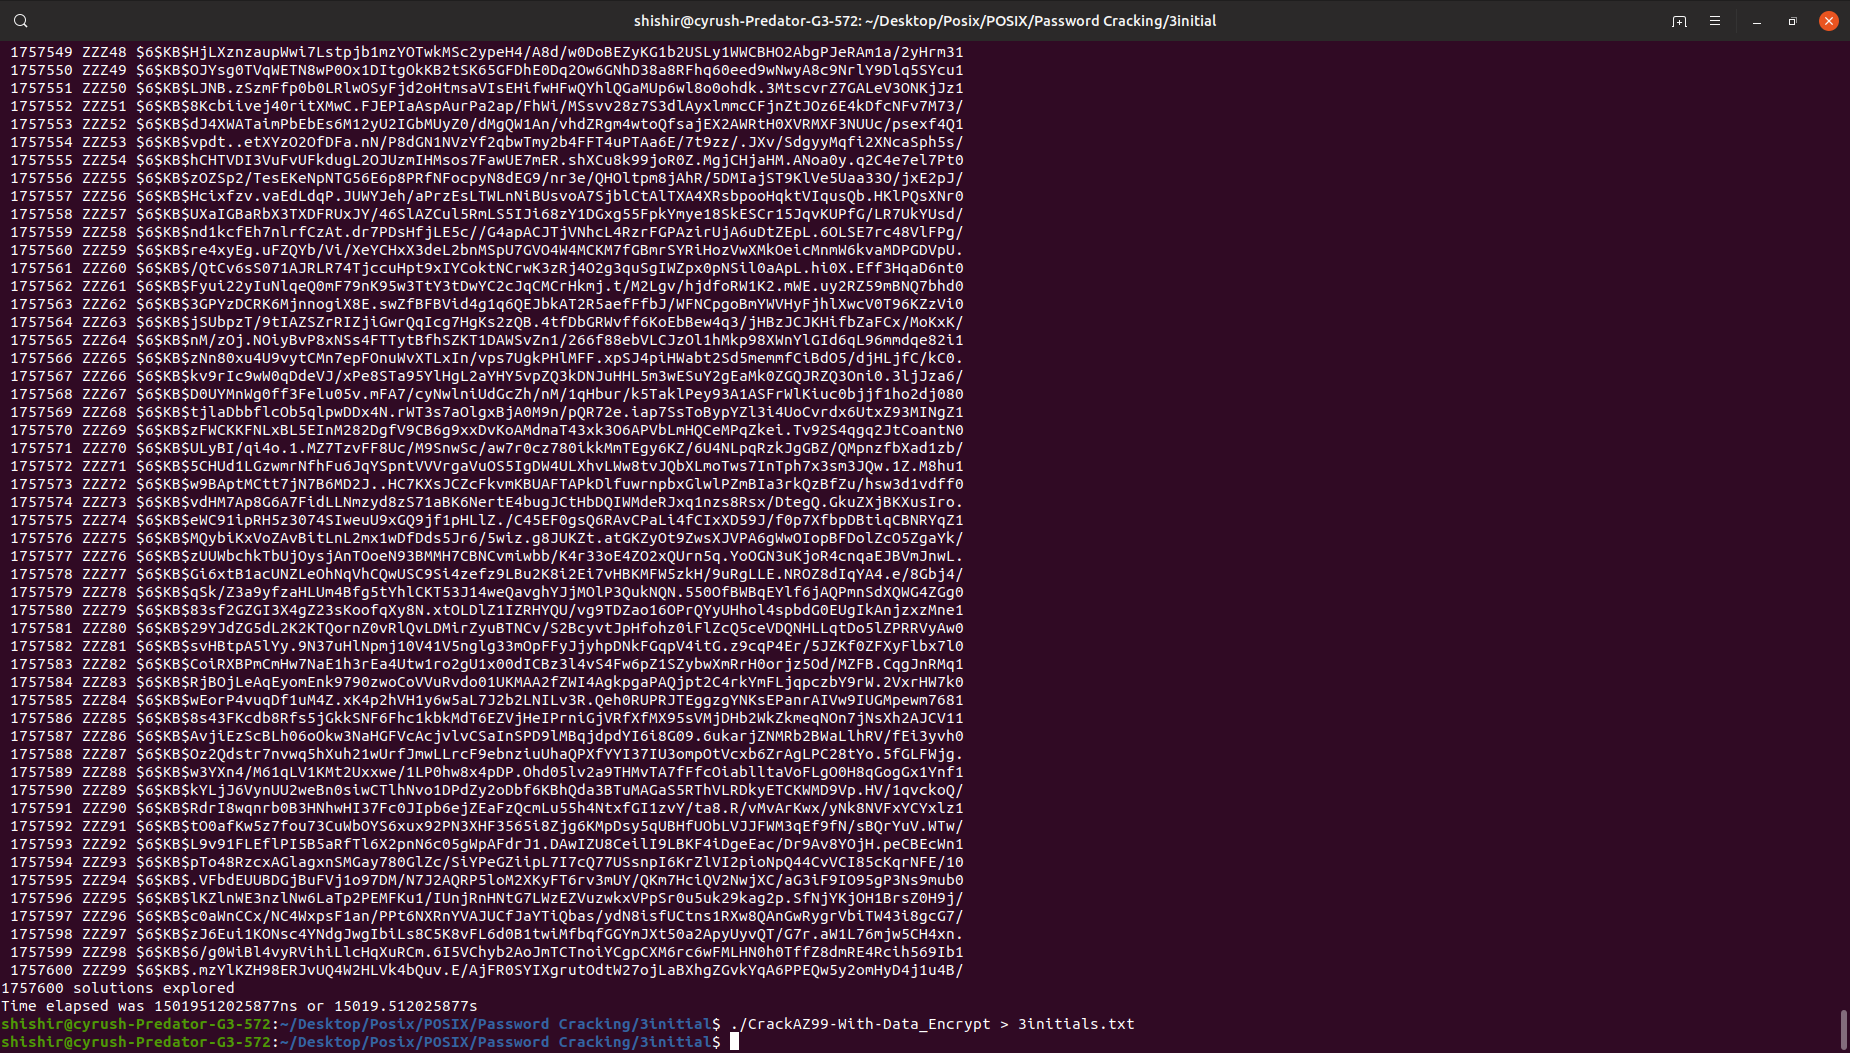 shishir@cyrush-Predator-G3-572: ~/Desktop/Posix/POSIX/Password Cracking/3initial
1757549 ZZZ48 $6$KB$HjLXznzaupWwi7Lstpjb1mzYOTwkMSc2ypeH4/A8d/w0DoBEZyKG1b2USLy1WWCBHO2AbgPJeRAm1a/2yHrm31
1757550 ZZZ49 $6$KB$OJYsg0TVqWETN8wP0Ox1DItgOkKB2tSK65GFDhE0Dq2Ow6GNhD38a8RFhq60eed9wNwyA8c9NrlY9Dlq5SYcu1
1757551 ZZZ50 $6$KB$LJNB.zSzmFfp0b0LRlwOSyFjd2oHtmsaVIsEHifwHFwQYhlQGaMUp6wl8o0ohdk.3MtscvrZ7GALeV3ONKjJz1
1757552 ZZZ51 $6$KB$8Kcbiivej40ritXMwC.FJEPIaAspAurPa2ap/FhWi/MSsvv28z7S3dlAyxlmmcCFjnZtJOz6E4kDfcNFv7M73/
1757553 ZZZ52 $6$KB$dJ4XWATaimPbEbEs6M12yU2IGbMUyZ0/dMgQW1An/vhdZRgm4wtoQfsajEX2AWRtH0XVRMXF3NUUc/psexf4Q1
1757554 ZZZ53 $6$KB$vpdt..etXYzO2OfDFa.nN/P8dGN1NVzYf2qbwTmy2b4FFT4uPTAa6E/7t9zz/.JXv/SdgyyMqfi2XNcaSph5s/
1757555 ZZZ54 $6$KB$hCHTVDI3VuFvUFkdugL2OJUzmIHMsos7FawUE7mER.shXCu8k99joR0Z.MgjCHjaHM.ANoa0y.q2C4e7el7Pt0
1757556 ZZZ55 $6$KB$zOZSp2/TesEKeNpNTG56E6p8PRfNFocpyN8dEG9/nr3e/QHOltpm8jAhR/5DMIajST9KlVe5Uaa33O/jxE2pJ/
1757557 ZZZ56 $6$KB$Hcixfzv.vaEdLdqP.JUWYJeh/aPrzEsLTWLnNiBUsvoA7SjblCtAlTXA4XRsbpooHqktVIqusQb.HKlPQsXNr0
1757558 ZZZ57 $6$KB$UXaIGBaRbX3TXDFRUxJY/46SlAZCul5RmLS5IJi68zY1DGxg55FpkYmye18SkESCr15JqvKUPfG/LR7UkYUsd/
1757559 ZZZ58 $6$KB$nd1kcfEh7nlrfCzAt.dr7PDsHfjLE5c//G4apACJTjVNhcL4RzrFGPAzirUjA6uDtZEpL.6OLSE7rc48VlFPg/
1757560 ZZZ59 $6$KB$re4xyEg.uFZQYb/Vi/XeYCHxX3deL2bnMSpU7GVO4W4MCKM7fGBmrSYRiHozVwXMkOeicMnmW6kvaMDPGDVpU.
1757561 ZZZ60 $6$KB$/QtCv6sS071AJRLR74TjccuHpt9xIYCoktNCrwK3zRj4O2g3quSgIWZpx0pNSil0aApL.hi0X.Eff3HqaD6nt0
1757562 ZZZ61 $6$KB$Fyui22yIuNlqeQ0mF79nK95w3TtY3tDwYC2cJqCMCrHkmj.t/M2Lgv/hjdfoRW1K2.mWE.uy2RZ59mBNQ7bhd0
1757563 ZZZ62 $6$KB$3GPYzDCRK6MjnnogiX8E.swZfBFBVid4g1q6QEJbkAT2R5aefFfbJ/WFNCpgoBmYWVHyFjhlXwcV0T96KZzVi0
1757564 ZZZ63 $6$KB$jSUbpzT/9tIAZSZrRIZjiGwrQqIcg7HgKs2zQB.4tfDbGRWvff6KoEbBew4q3/jHBzJCJKHifbZaFCx/MoKxK/
1757565 ZZZ64 $6$KB$nM/zOj.NOiyBvP8xNSs4FTTytBfhSZKT1DAWSvZn1/266f88ebVLCJzOl1hMkp98XWnYlGId6qL96mmdqe82i1
1757566 ZZZ65 $6$KB$zNn80xu4U9vytCMn7epFOnuWvXTLxIn/vps7UgkPHlMFF.xpSJ4piHWabt2Sd5memmfCiBdO5/djHLjfC/kC0.
1757567 ZZZ66 $6$KB$kv9rIc9wW0qDdeVJ/xPe8STa95YlHgL2aYHY5vpZQ3kDNJuHHL5m3wESuY2gEaMk0ZGQJRZQ3Oni0.3ljJza6/
1757568 ZZZ67 $6$KB$D0UYMnWg0ff3Felu05v.mFA7/cyNwlniUdGcZh/nM/1qHbur/k5TaklPey93A1ASFrWlKiuc0bjjf1ho2dj080
1757569 ZZZ68 $6$KB$tjlaDbbflcOb5qlpwDDx4N.rWT3s7aOlgxBjA0M9n/pQR72e.iap7SsToBypYZl3i4UoCvrdx6UtxZ93MINgZ1
1757570 ZZZ69 $6$KB$zFWCKKFNLxBL5EInM282DgfV9CB6g9xxDvKoAMdmaT43xk3O6APVbLmHQCeMPqZkei.Tv92S4qgq2JtCoantN0
1757571 ZZZ70 $6$KB$ULyBI/qi4o.1.MZ7TzvFF8Uc/M9SnwSc/aw7r0cz780ikkMmTEgy6KZ/6U4NLpqRzkJgGBZ/QMpnzfbXad1zb/
1757572 ZZZ71 $6$KB$5CHUd1LGzwmrNfhFu6JqYSpntVVVrgaVuOS5IgDW4ULXhvLWw8tvJQbXLmoTws7InTph7x3sm3JQw.1Z.M8hu1
1757573 ZZZ72 $6$KB$w9BAptMCtt7jN7B6MD2J..HC7KXsJCZcFkvmKBUAFTAPkDlfuwrnpbxGlwlPZmBIa3rkQzBfZu/hsw3d1vdff0
1757574 ZZZ73 $6$KB$vdHM7Ap8G6A7FidLLNmzyd8zS71aBK6NertE4bugJCtHbDQIWMdeRJxq1nzs8Rsx/DtegQ.GkuZXjBKXusIro.
1757575 ZZZ74 $6$KB$eWC91ipRH5z3074SIweuU9xGQ9jf1pHLlZ./C45EF0gsQ6RAvCPaLi4fCIxXD59J/f0p7XfbpDBtiqCBNRYqZ1
1757576 ZZZ75 $6$KB$MQybiKxVoZAvBitLnL2mx1wDfDds5Jr6/5wiz.g8JUKZt.atGKZyOt9ZwsXJVPA6gWwOIopBFDolZcO5ZgaYk/
1757577 ZZZ76 $6$KB$zUUWbchkTbUjOysjAnTOoeN93BMMH7CBNCvmiwbb/K4r33oE4ZO2xQUrn5q.YoOGN3uKjoR4cnqaEJBVmJnwL.
1757578 ZZZ77 $6$KB$Gi6xtB1acUNZLeOhNqVhCQwUSC9Si4zefz9LBu2K8i2Ei7vHBKMFW5zkH/9uRgLLE.NROZ8dIqYA4.e/8Gbj4/
1757579 ZZZ78 $6$KB$qSk/Z3a9yfzaHLUm4Bfg5tYhlCKT53J14weQavghYJjMOlP3QukNQN.550OfBWBqEYlf6jAQPmnSdXQWG4ZGg0
1757580 ZZZ79 $6$KB$83sf2GZGI3X4gZ23sKoofqXy8N.xtOLDlZ1IZRHYQU/vg9TDZao16OPrQYyUHhol4spbdG0EUgIkAnjzxzMne1
1757581 ZZZ80 $6$KB$29YJdZG5dL2K2KTQornZ0vRlQvLDMirZyuBTNCv/S2BcyvtJpHfohz0iFlZcQ5ceVDQNHLLqtDo5lZPRRVyAw0
1757582 ZZZ81 $6$KB$svHBtpA5lYy.9N37uHlNpmj10V41V5nglg33mOpFFyJjyhpDNkFGqpV4itG.z9cqP4Er/5JZKf0ZFXyFlbx7l0
1757583 ZZZ82 $6$KB$CoiRXBPmCmHw7NaE1h3rEa4Utw1ro2gU1x00dICBz3l4vS4Fw6pZ1SZybwXmRrH0orjz5Od/MZFB.CqgJnRMq1
1757584 ZZZ83 $6$KB$RjBOjLeAqEyomEnk9790zwoCoVVuRvdo01UKMAA2fZWI4AgkpgaPAQjpt2C4rkYmFLjqpczbY9rW.2VxrHW7k0
1757585 ZZZ84 $6$KB$wEorP4vuqDf1uM4Z.xK4p2hVH1y6w5aL7J2b2LNILv3R.Qeh0RUPRJTEggzgYNKsEPanrAIVw9IUGMpewm7681
1757586 ZZZ85 $6$KB$8s43FKcdb8Rfs5jGkkSNF6Fhc1kbkMdT6EZVjHeIPrniGjVRfXfMX95sVMjDHb2WkZkmeqNOn7jNsXh2AJCV11
1757587 ZZZ86 $6$KB$AvjiEzScBLh06oOkw3NaHGFVcAcjvlvCSaInSPD9lMBqjdpdYI6i8G09.6ukarjZNMRb2BWaLlhRV/fEi3yvh0
1757588 ZZZ87 $6$KB$Oz2Qdstr7nvwq5hXuh21wUrfJmwLLrcF9ebnziuUhaQPXfYYI37IU3ompOtVcxb6ZrAgLPC28tYo.5fGLFWjg.
1757589 ZZZ88 $6$KB$w3YXn4/M61qLV1KMt2Uxxwe/1LP0hw8x4pDP.Ohd05lv2a9THMvTA7fFfcOiablltaVoFLgO0H8qGogGx1Ynf1
1757590 ZZZ89 $6$KB$kYLjJ6VynUU2weBn0siwCTlhNvo1DPdZy2oDbf6KBhQda3BTuMAGaS5RThVLRDkyETCKWMD9Vp.HV/1qvckoQ/
1757591 ZZZ90 $6$KB$RdrI8wqnrb0B3HNhwHI37Fc0JIpb6ejZEaFzQcmLu55h4NtxfGI1zvY/ta8.R/vMvArKwx/yNk8NVFxYCYxlz1
1757592 ZZZ91 $6$KB$tO0afKw5z7fou73CuWbOYS6xux92PN3XHF3565i8Zjg6KMpDsy5qUBHfUObLVJJFWM3qEf9fN/sBQrYuV.WTw/
1757593 ZZZ92 $6$KB$L9v91FLEflPI5B5aRfTl6X2pnN6c05gWpAFdrJ1.DAwIZU8CeilI9LBKF4iDgeEac/Dr9Av8YOjH.peCBEcWn1
1757594 ZZZ93 $6$KB$pTo48RzcxAGlagxnSMGay780GlZc/SiYPeGZiipL7I7cQ77USsnpI6KrZlVI2pioNpQ44CvVCI85cKqrNFE/10
1757595 ZZZ94 $6$KB$.VFbdEUUBDGjBuFVj1o97DM/N7J2AQRP5loM2XKyFT6rv3mUY/QKm7HciQV2NwjXC/aG3iF9IO95gP3Ns9mub0
1757596 ZZZ95 $6$KB$lKZlnWE3nzlNw6LaTp2PEMFKu1/IUnjRnHNtG7LWzEZVuzwkxVPpSr0u5uk29kag2p.SfNjYKjOH1BrsZ0H9j/
1757597 ZZZ96 $6$KB$c0aWnCCx/NC4WxpsF1an/PPt6NXRnYVAJUCfJaYTiQbas/ydN8isfUCtns1RXw8QAnGwRygrVbiTW43i8gcG7/
1757598 ZZZ97 $6$KB$zJ6Eui1KONsc4YNdgJwgIbiLs8C5K8vFL6d0B1twiMfbqfGGYmJXt50a2ApyUyvQT/G7r.aW1L76mjw5CH4xn.
1757599 ZZZ98 $6$KB$6/g0WiBl4vyRVihiLlcHqXuRCm.6I5VChyb2AoJmTCTnoiYCgpCXM6rc6wFMLHN0h0TffZ8dmRE4Rcih569Ib1
1757600 ZZZ99 $6$KB$.mzYlKZH98ERJvUQ4W2HLVk4bQuv.E/AjFR0SYIXgrutOdtW27ojLaBXhgZGvkYqA6PPEQw5y2omHyD4j1u4B/
1757600 solutions explored
Time elapsed was 15019512025877ns or 15019.512025877s
shishir@cyrush-Predator-G3-572:~/Desktop/Posix/POSIX/Password Cracking/3initial$ ./CrackAZ99-With-Data_Encrypt > 3initials.txt
shishir@cyrush-Predator-G3-572:~/Desktop/Posix/POSIX/Password Cracking/3initial$